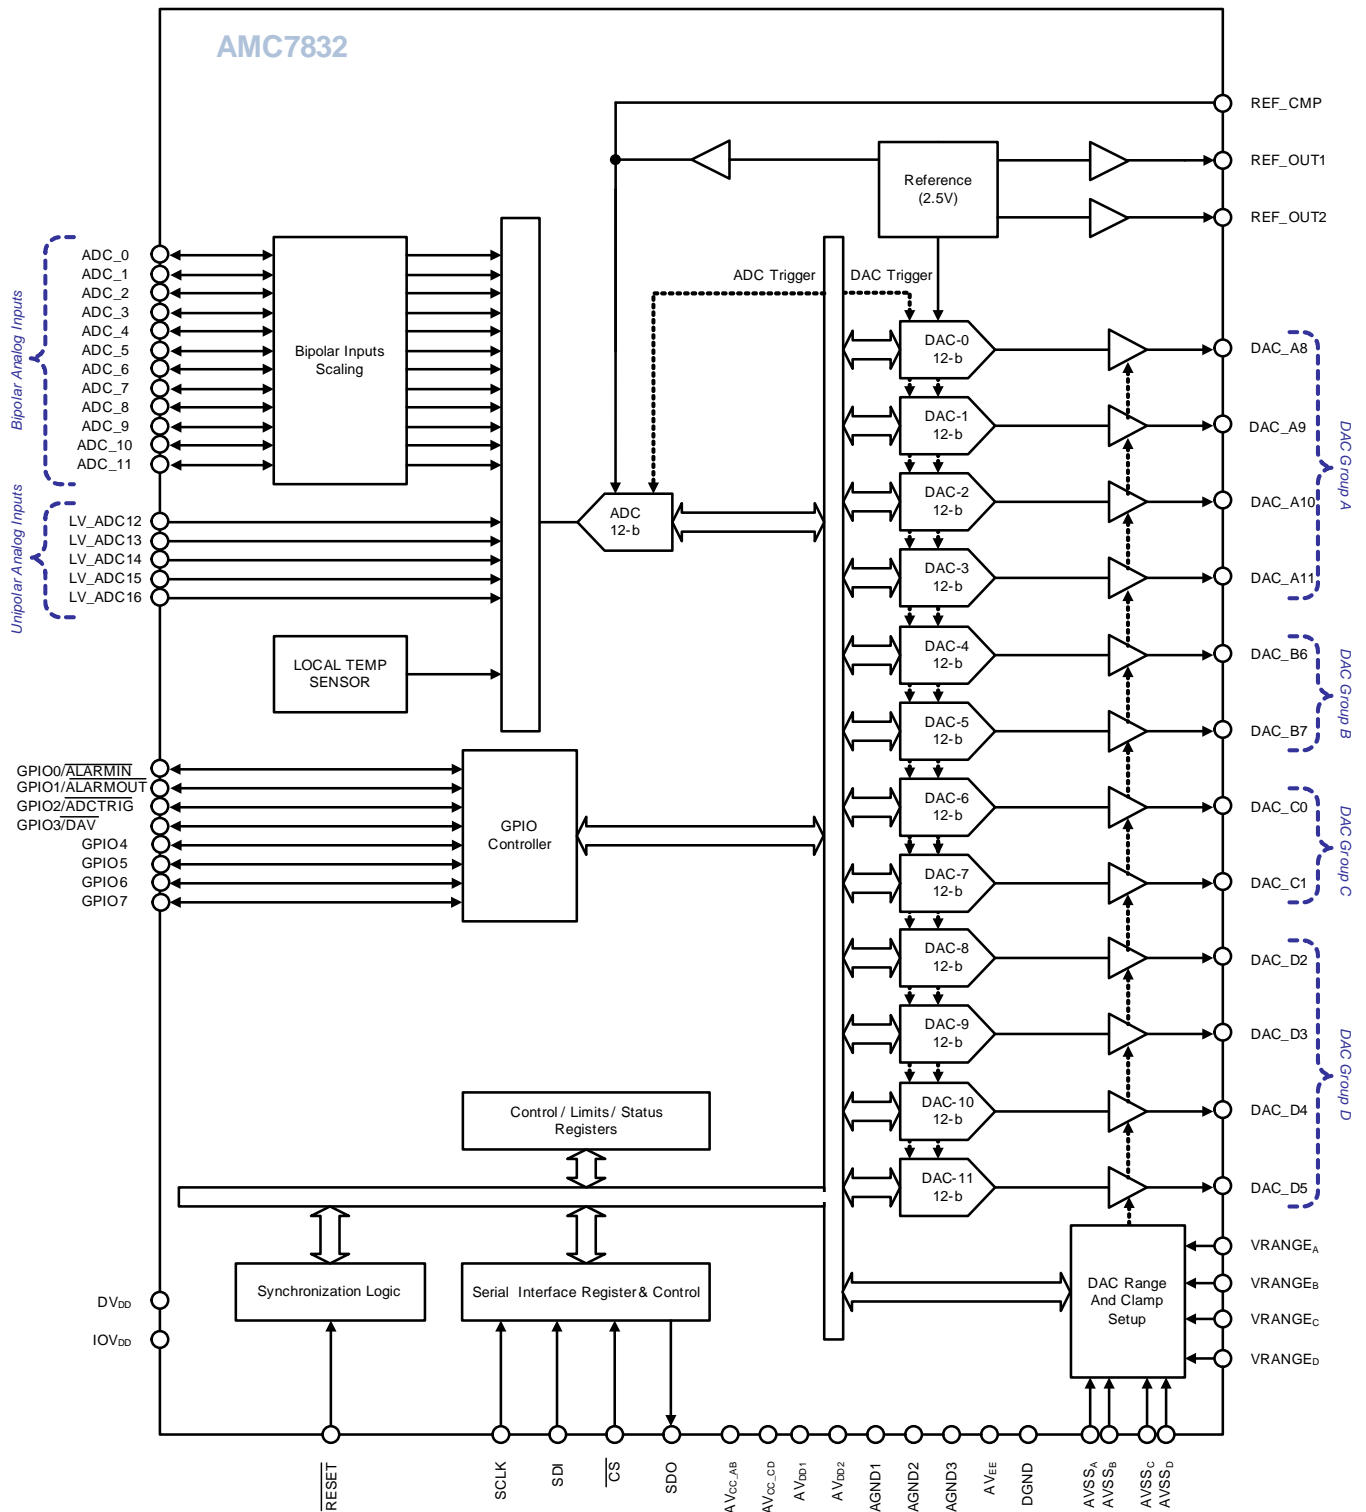 AMC7832
REF_CMP
REF_OUT1
REF_OUT2
Reference
(2.5V)
ADC Trigger
DAC Trigger
Bipolar Analog Inputs
ADC_0
ADC_1
ADC_2
ADC_3
ADC_4
ADC_5
ADC_6
ADC_7
ADC_8
ADC_9
ADC_10
ADC_11
Bipolar Inputs
Scaling
Unipolar Analog Inputs
LV_ADC12
LV_ADC13
LV_ADC14
LV_ADC15
LV_ADC16
ADC
12-b
LOCAL TEMP
SENSOR
GPIO0/ALARMIN
GPIO1/ALARMOUT
GPIO2/ADCTRIG
GPIO3/DAV
GPIO4
GPIO5
GPIO6
GPIO7
GPIO
Controller
DAC-0
12-b
DAC-1
12-b
DAC-2
12-b
DAC-3
12-b
DAC-4
12-b
DAC-5
12-b
DAC-6
12-b
DAC-7
12-b
DAC-8
12-b
DAC-9
12-b
DAC-10
12-b
DAC-11
12-b
DAC_A8
DAC_A9
DAC_A10
DAC_A11
DAC Group A
DAC_B6
DAC_B7
DAC Group B
DAC_C0
DAC_C1
DAC Group C
DAC_D2
DAC_D3
DAC_D4
DAC_D5
DAC Group D
Control / Limits / Status
Registers
Synchronization Logic
Serial Interface Register & Control
DAC Range
And Clamp
Setup
VRANGEA
VRANGEB
VRANGEC
VRANGED
DVDD
IOVDD
RESET
SCLK
SDI
CS
SDO
AVCC_AB
AVCC_CD
AVDD1
AVDD2
AGND1
AGND2
AGND3
AVEE
DGND
AVSSA
AVSSB
AVSSC
AVSSD